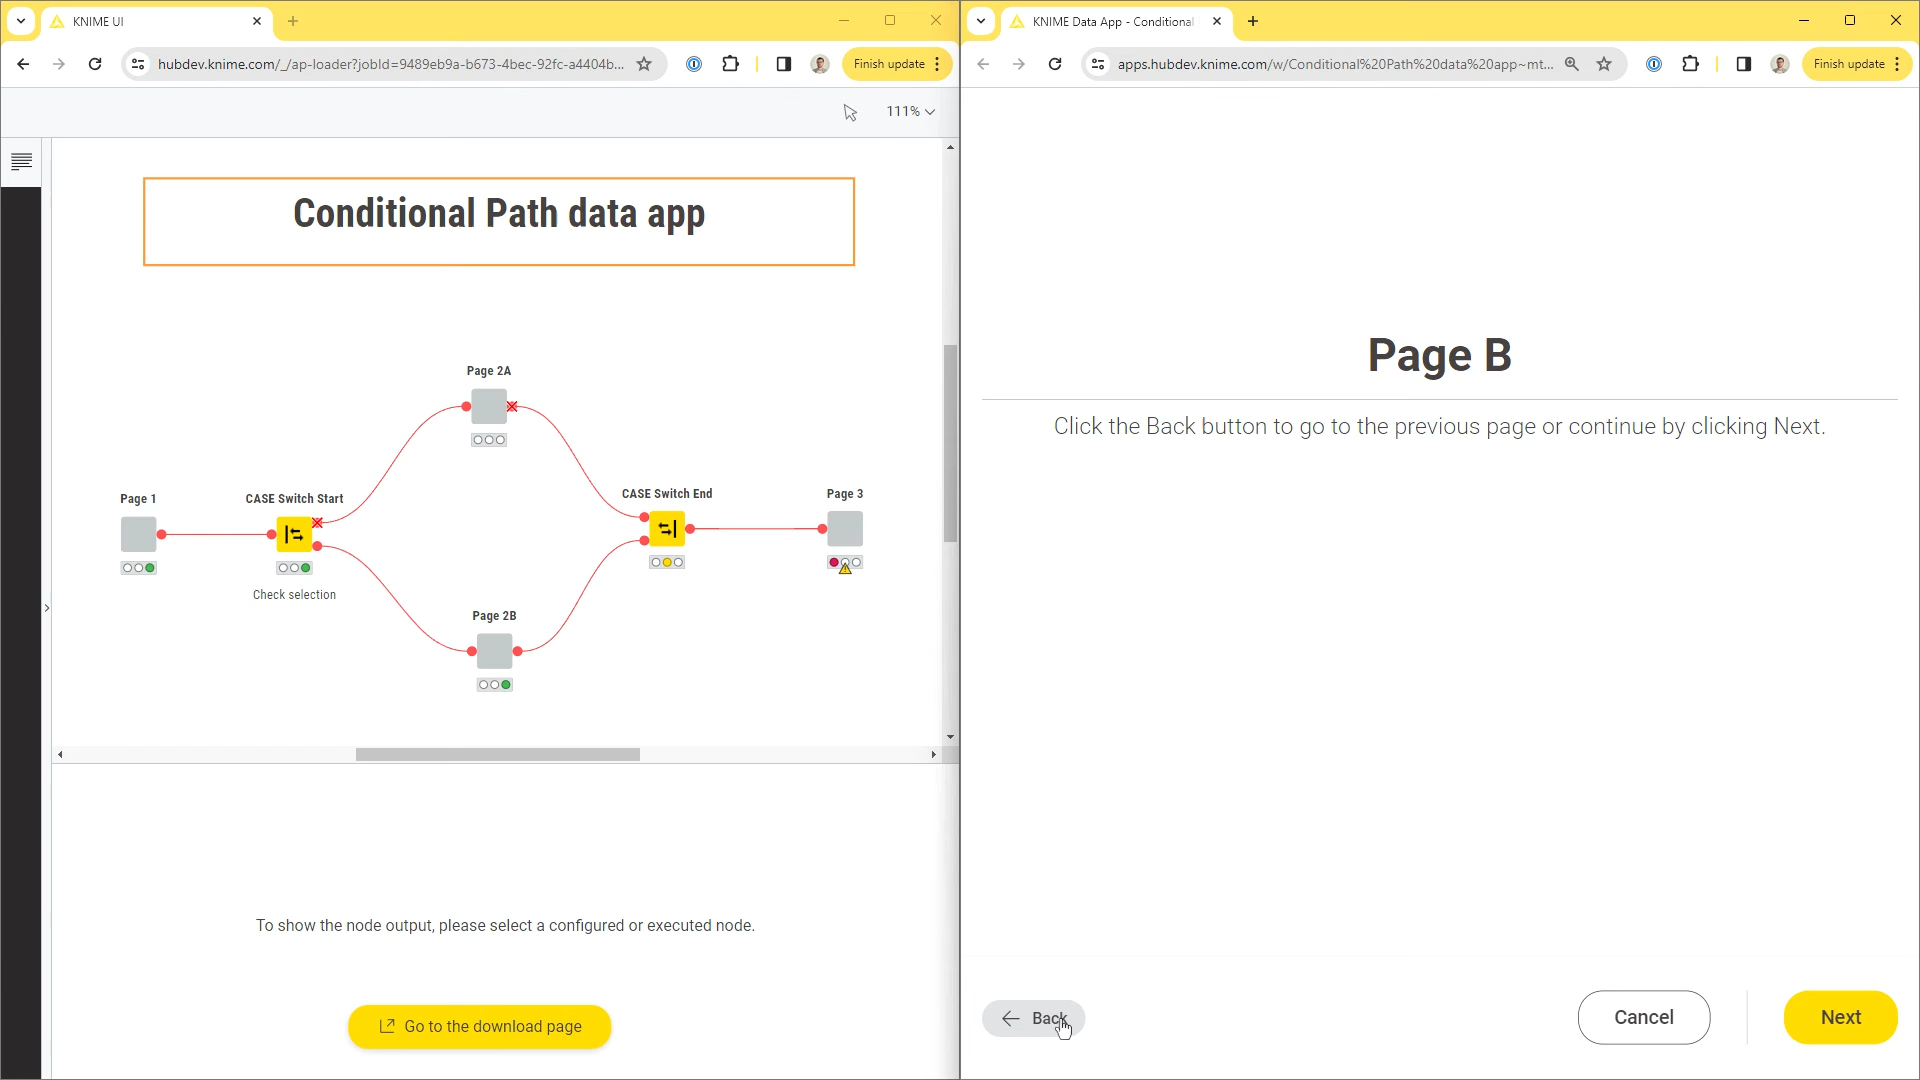 KNIME UI
KNIME Data App - Conditional
hubdev.knime.com/_/ap-loader?jobId=9489eb9a-b673-4bec-92fc-a4404b...
Finish update
apps.hubdev.knime.com/w/Conditional%20Path%20data%20app~mt...
Finish update
111%
Conditional Path data app
Page 2A
Page 1
CASE Switch Start
CASE Switch End
Page 3
Check selection
Page 2B
To show the node output, please select a configured or executed node.
Go to the download page
Page B
Click the Back button to go to the previous page or continue by clicking Next.
Back
Cancel
Next